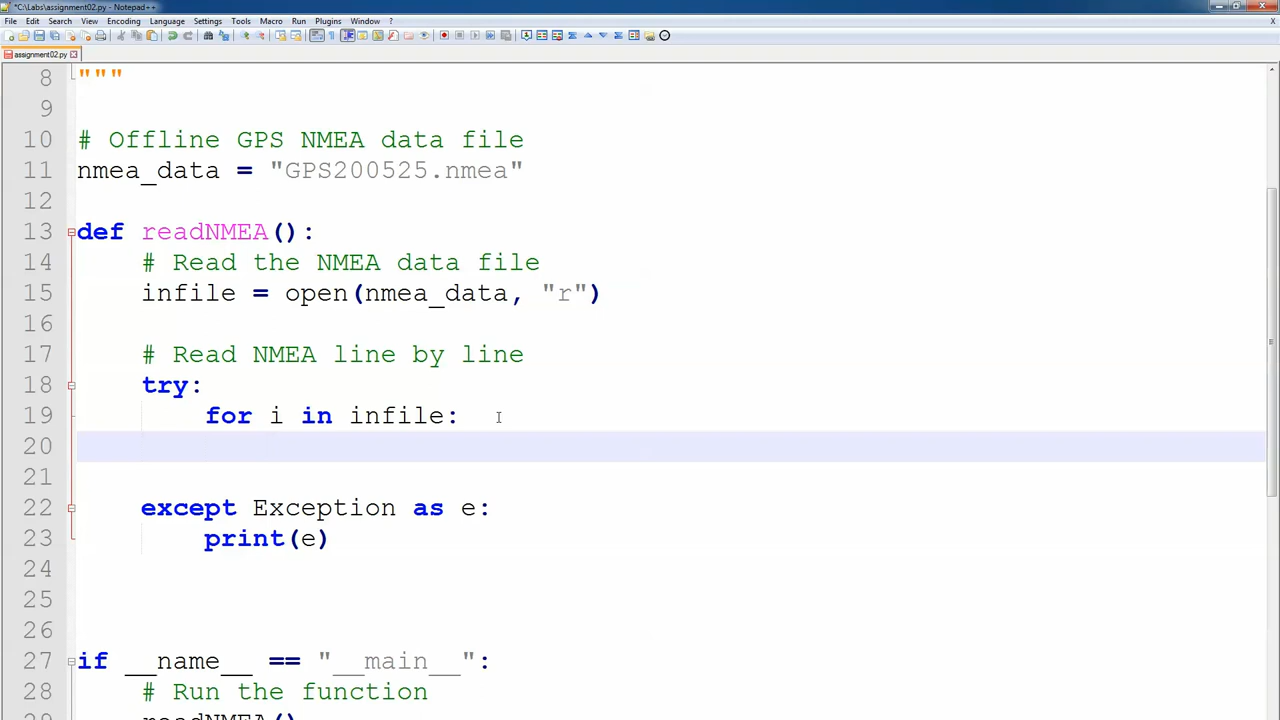 *C:\Labs\assignment02.py - Notepad++
File Edit Search View Encoding Language Settings Tools Macro Run Plugins Window ? X
assignment02.py
8 """
9
10 # Offline GPS NMEA data file
11 nmea_data = "GPS200525.nmea"
12
13 def readNMEA():
14     # Read the NMEA data file
15     infile = open(nmea_data, "r")
16
17     # Read NMEA line by line
18     try:
19         for i in infile:
20
21
22     except Exception as e:
23         print(e)
24
25
26
27 if __name__ == "__main__":
28     # Run the function
    readNMEA()